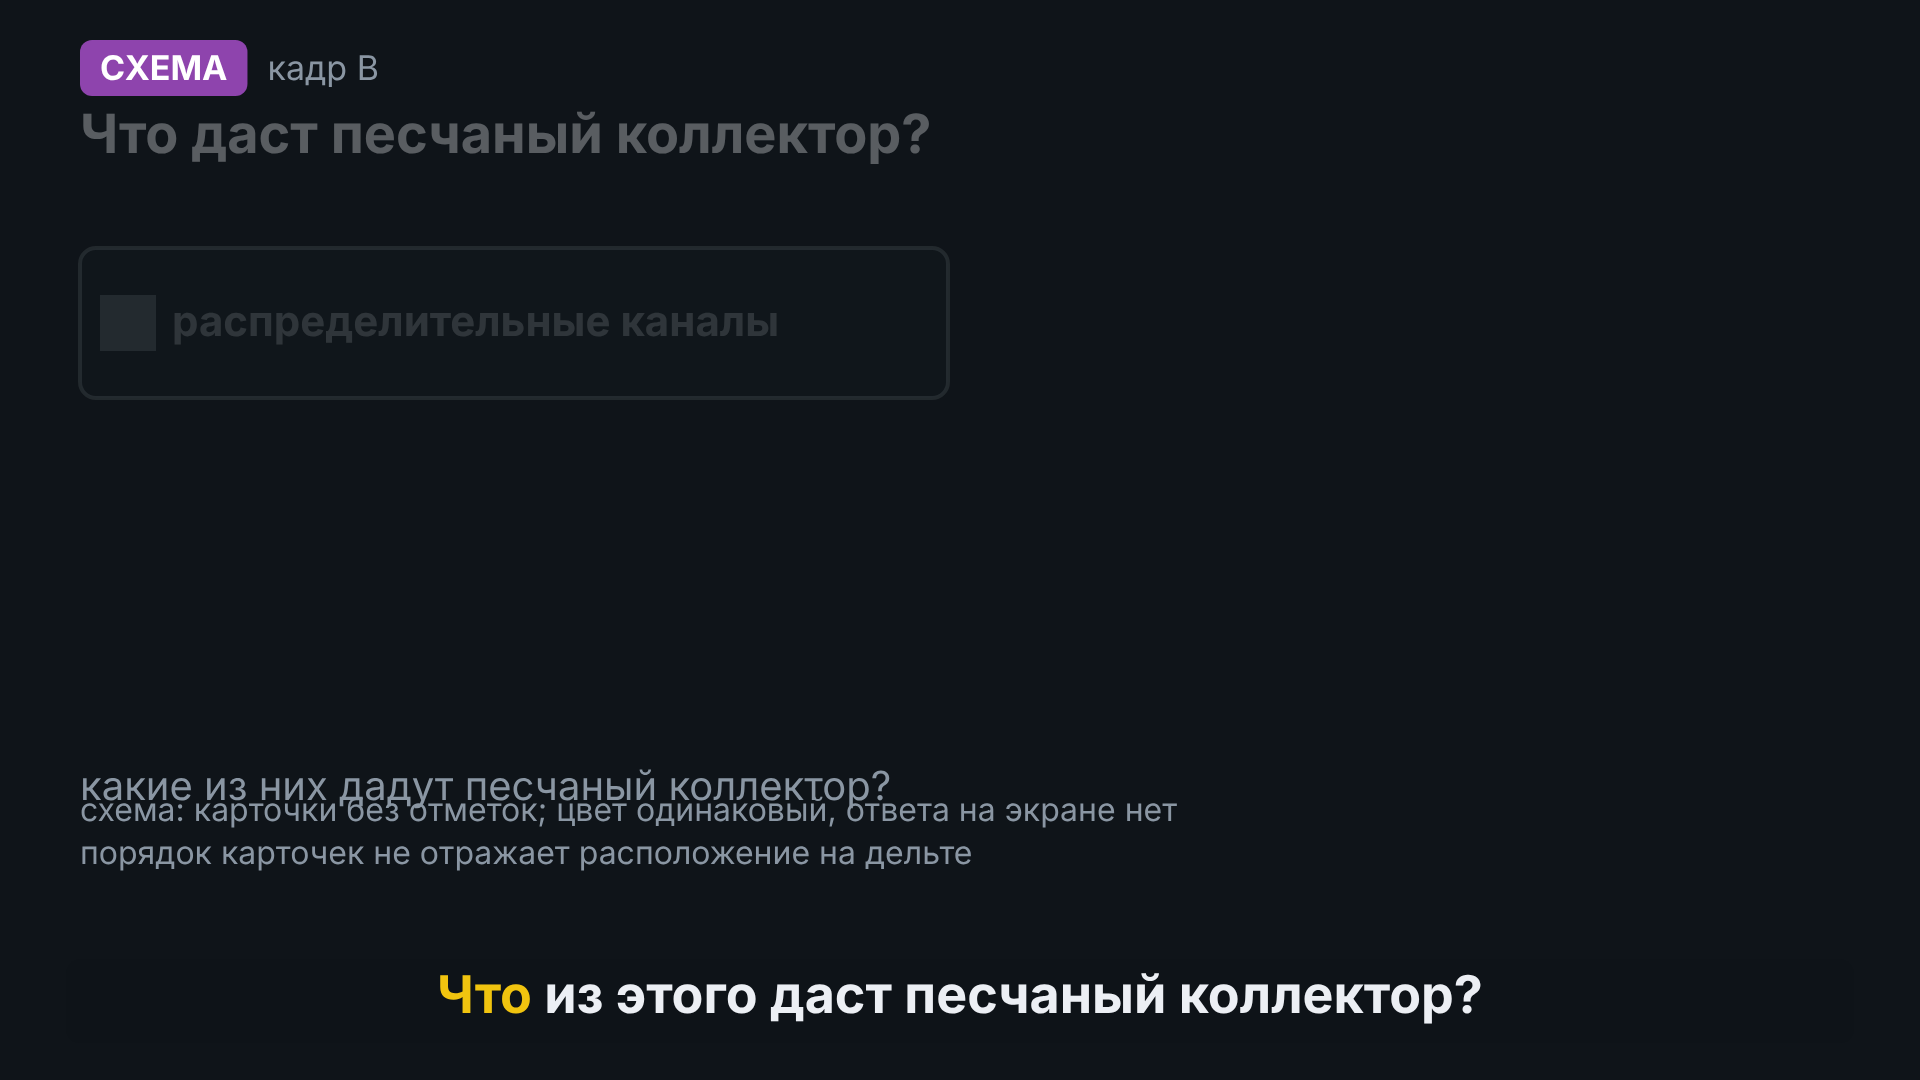 СХЕМА кадр B
Что даст песчаный коллектор?
распределительные каналы
какие из них дадут песчаный коллектор?
схема: карточки без отметок; цвет одинаковый, ответа на экране нет
порядок карточек не отражает расположение на дельте
Что из этого даст песчаный коллектор?